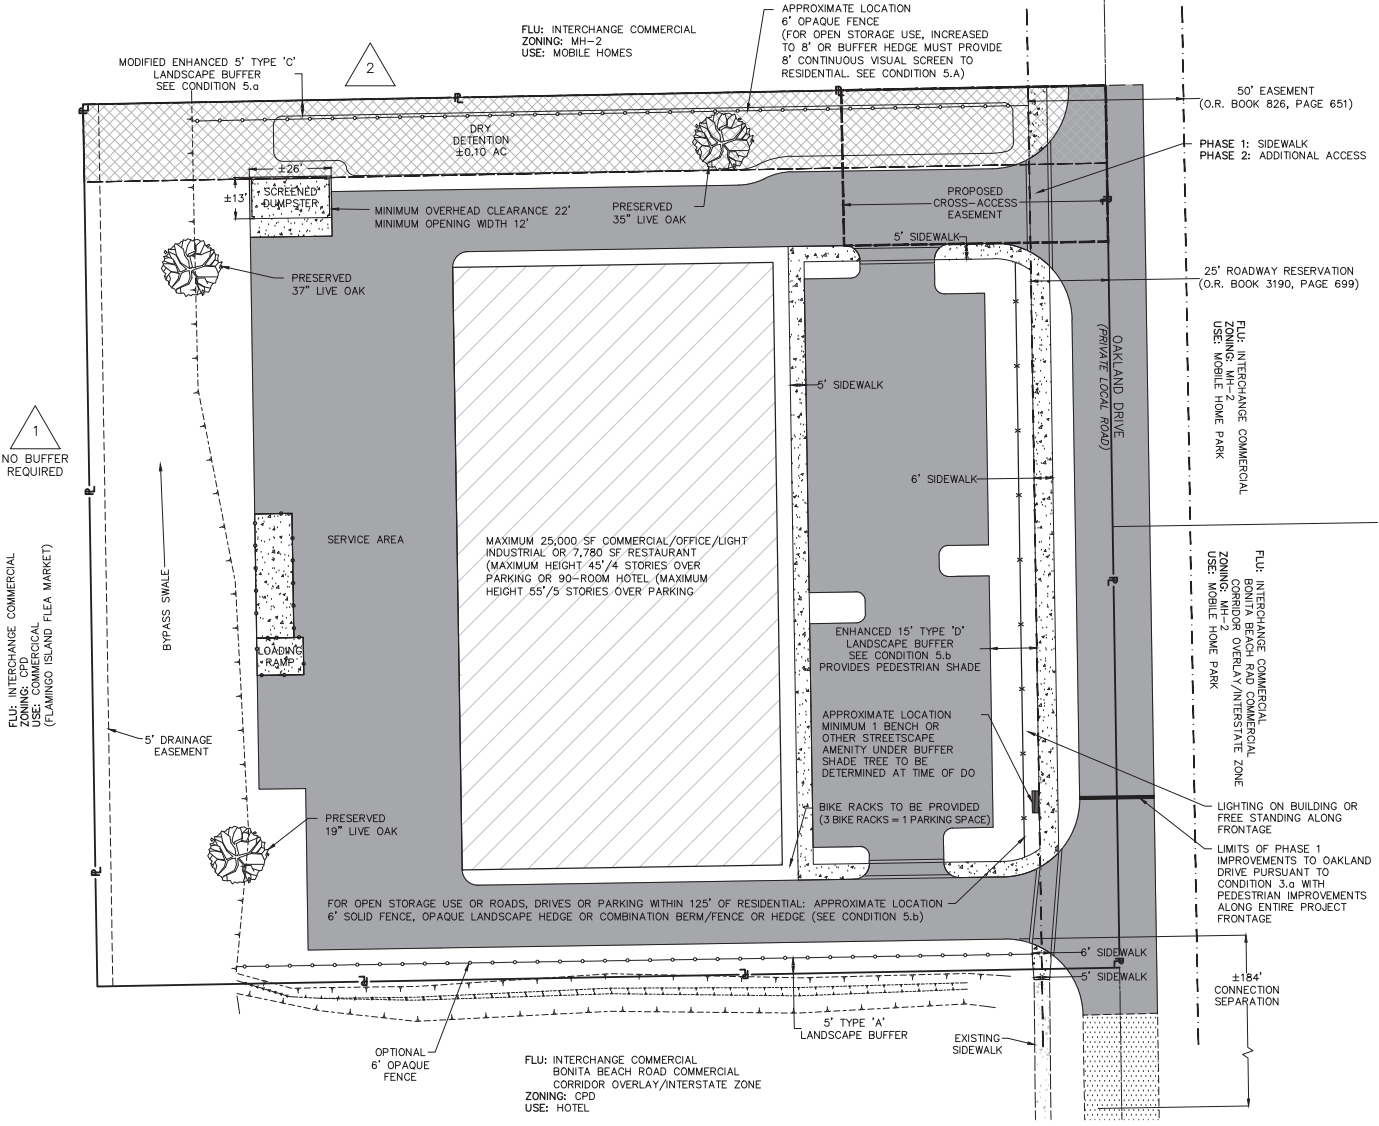 FLU: INTERCHANGE COMMERCIAL
ZONING: MH-2
USE: MOBILE HOMES
APPROXIMATE LOCATION
6' OPAQUE FENCE
(FOR OPEN STORAGE USE, INCREASED
TO 8' OR BUFFER HEDGE MUST PROVIDE
8' CONTINUOUS VISUAL SCREEN TO
RESIDENTIAL. SEE CONDITION 5.A)
MODIFIED ENHANCED 5' TYPE 'C'
LANDSCAPE BUFFER
SEE CONDITION 5.a
2
50' EASEMENT
(O.R. BOOK 826, PAGE 651)
DRY
DETENTION
±0.10 AC
PHASE 1: SIDEWALK
PHASE 2: ADDITIONAL ACCESS
±26'
±13'
SCREENED
DUMPSTER
MINIMUM OVERHEAD CLEARANCE 22'
MINIMUM OPENING WIDTH 12'
PRESERVED
35" LIVE OAK
PROPOSED
CROSS-ACCESS
EASEMENT
5' SIDEWALK
PRESERVED
37" LIVE OAK
25' ROADWAY RESERVATION
(O.R. BOOK 3190, PAGE 699)
OAKLAND DRIVE
(PRIVATE LOCAL ROAD)
FLU: INTERCHANGE COMMERCIAL
ZONING: MH-2
USE: MOBILE HOME PARK
5' SIDEWALK
1
NO BUFFER
REQUIRED
6' SIDEWALK
SERVICE AREA
MAXIMUM 25,000 SF COMMERCIAL/OFFICE/LIGHT
INDUSTRIAL OR 7,780 SF RESTAURANT
(MAXIMUM HEIGHT 45'/4 STORIES OVER
PARKING OR 90-ROOM HOTEL (MAXIMUM
HEIGHT 55'/5 STORIES OVER PARKING
FLU: INTERCHANGE COMMERCIAL
ZONING: CPD
USE: COMMERCICAL
(FLAMINGO ISLAND FLEA MARKET)
BYPASS SWALE
LOADING
RAMP
FLU: INTERCHANGE COMMERCIAL
BONITA BEACH RAD COMMERCIAL
CORRIDOR OVERLAY/INTERSTATE ZONE
ZONING: MH-2
USE: MOBILE HOME PARK
ENHANCED 15' TYPE 'D'
LANDSCAPE BUFFER
SEE CONDITION 5.b
PROVIDES PEDESTRIAN SHADE
5' DRAINAGE
EASEMENT
APPROXIMATE LOCATION
MINIMUM 1 BENCH OR
OTHER STREETSCAPE
AMENITY UNDER BUFFER
SHADE TREE TO BE
DETERMINED AT TIME OF DO
BIKE RACKS TO BE PROVIDED
(3 BIKE RACKS = 1 PARKING SPACE)
PRESERVED
19" LIVE OAK
LIGHTING ON BUILDING OR
FREE STANDING ALONG
FRONTAGE
LIMITS OF PHASE 1
IMPROVEMENTS TO OAKLAND
DRIVE PURSUANT TO
CONDITION 3.a WITH
PEDESTRIAN IMPROVEMENTS
ALONG ENTIRE PROJECT
FRONTAGE
FOR OPEN STORAGE USE OR ROADS, DRIVES OR PARKING WITHIN 125' OF RESIDENTIAL: APPROXIMATE LOCATION
6' SOLID FENCE, OPAQUE LANDSCAPE HEDGE OR COMBINATION BERM/FENCE OR HEDGE (SEE CONDITION 5.b)
6' SIDEWALK
5' SIDEWALK
±184'
CONNECTION
SEPARATION
5' TYPE 'A'
LANDSCAPE BUFFER
EXISTING
SIDEWALK
OPTIONAL
6' OPAQUE
FENCE
FLU: INTERCHANGE COMMERCIAL
BONITA BEACH ROAD COMMERCIAL
CORRIDOR OVERLAY/INTERSTATE ZONE
ZONING: CPD
USE: HOTEL